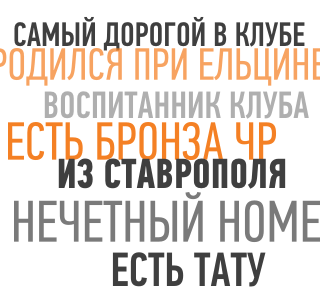 САМЫЙ ДОРОГОЙ В КЛУБЕ
РОДИЛСЯ ПРИ ЕЛЬЦИНЕ
ВОСПИТАННИК КЛУБА
ЕСТЬ БРОНЗА ЧР
ИЗ СТАВРОПОЛЯ
НЕЧЕТНЫЙ НОМЕ
ЕСТЬ ТАТУ